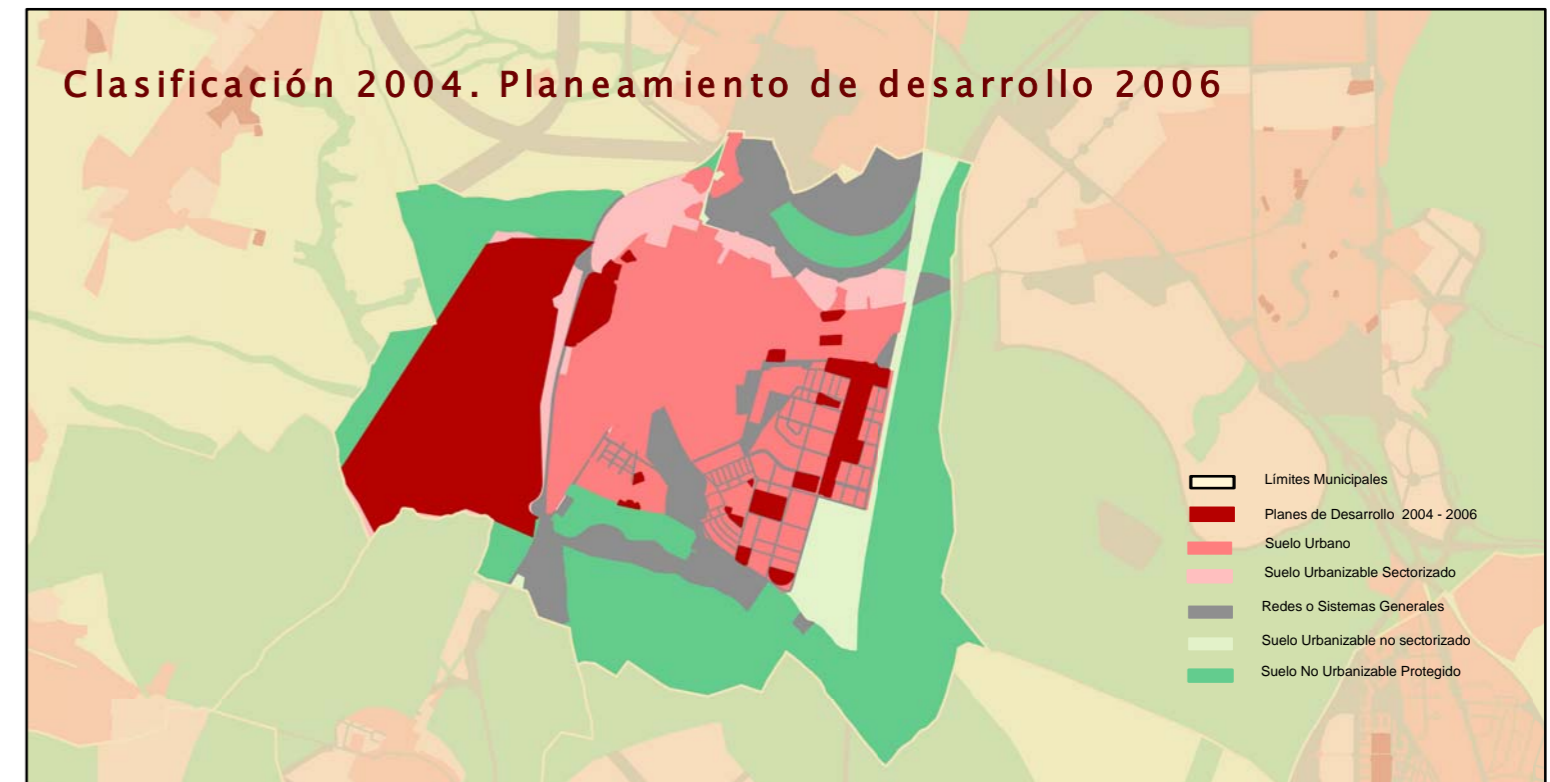 Clasificación 2004. Planeamiento de desarrollo 2006
Límites Municipales
Planes de Desarrollo 2004 - 2006
Suelo Urbano
Suelo Urbanizable Sectorizado
Redes o Sistemas Generales
Suelo Urbanizable no sectorizado
Suelo No Urbanizable Protegido